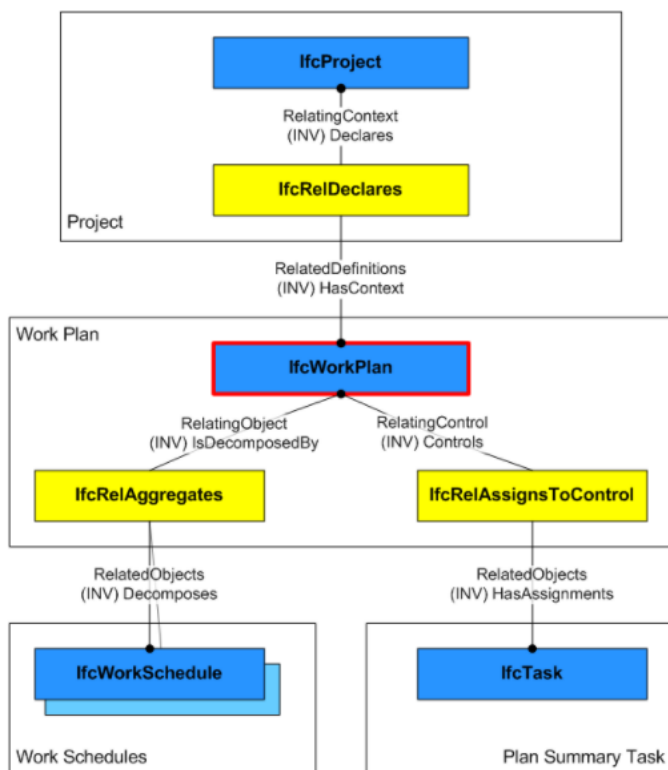 IfcProject
RelatingContext
(INV) Declares
IfcRelDeclares
Project
RelatedDefinitions
(INV) HasContext
Work Plan
IfcWorkPlan
RelatingObject
(INV) IsDecomposedBy
RelatingControl
(INV) Controls
IfcRelAggregates
IfcRelAssignsToControl
RelatedObjects
(INV) Decomposes
RelatedObjects
(INV) HasAssignments
IfcWorkSchedule
IfcTask
Work Schedules
Plan Summary Task